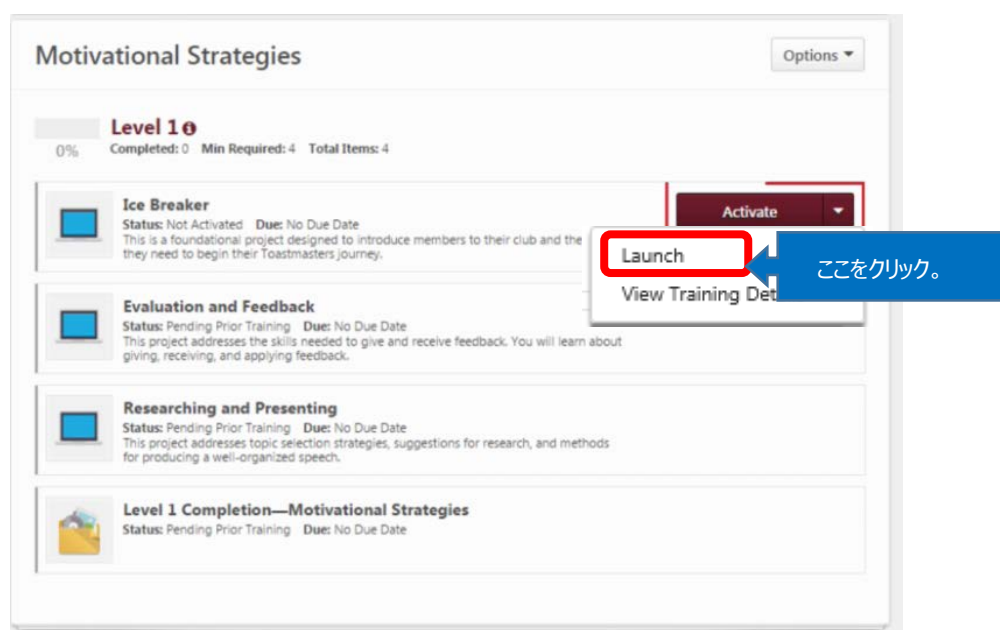 Motivational Strategies
Options
Level 1
0%
Completed: 0 Min Required: 4 Total Items: 4
Ice Breaker
Status: Not Activated Due: No Due Date
This is a foundational project designed to introduce members to their club and the
they need to begin their Toastmasters journey.
Activate
Launch
View Training Det
ここをクリック。
Evaluation and Feedback
Status: Pending Prior Training Due: No Due Date
This project addresses the skills needed to give and receive feedback. You will learn about
giving, receiving, and applying feedback.
Researching and Presenting
Status: Pending Prior Training Due: No Due Date
This project addresses topic selection strategies, suggestions for research, and methods
for producing a well-organized speech.
Level 1 Completion—Motivational Strategies
Status: Pending Prior Training Due: No Due Date